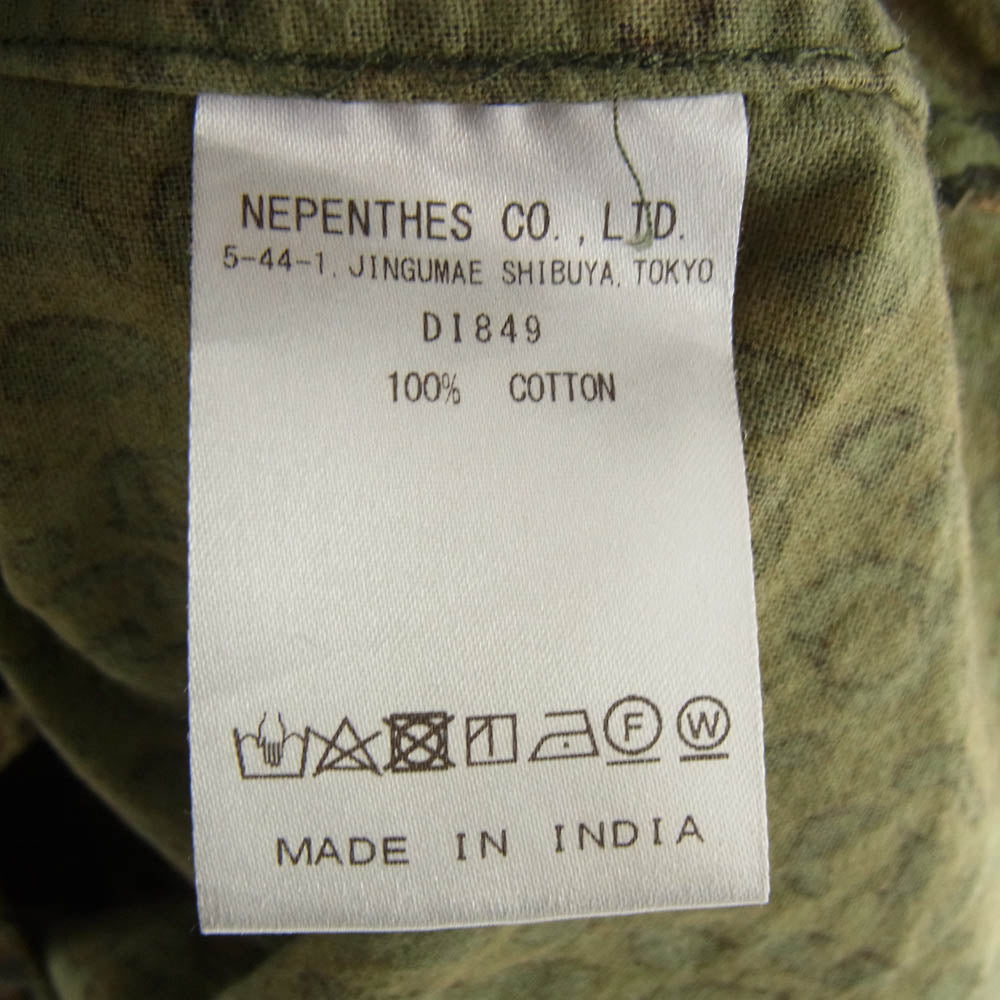 NEPENTHES CO., LTD.
5-44-1, JINGUMAE SHIBUYA, TOKYO
DI849
100% COTTON
F W
MADE IN INDIA